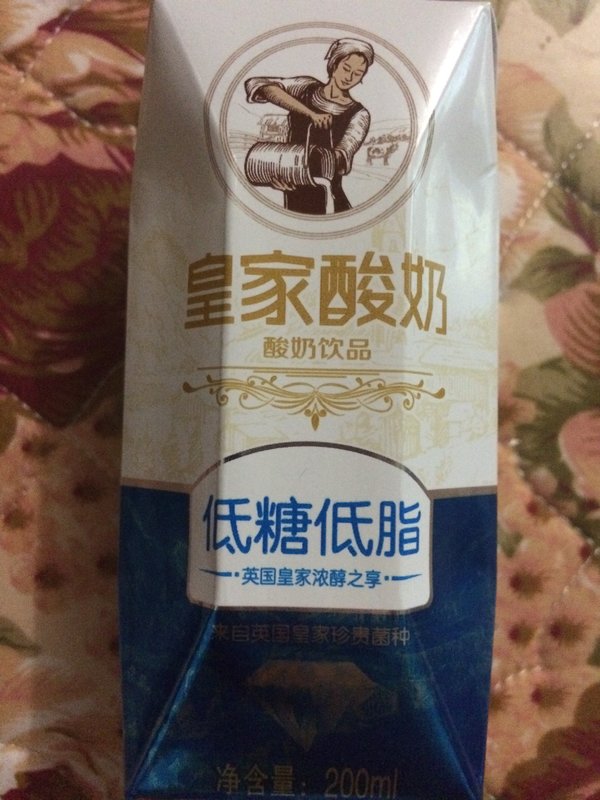 皇家酸奶
酸奶饮品
低糖低脂
英国皇家浓醇之享
来自英国皇家珍贵菌种
净含量：200ml